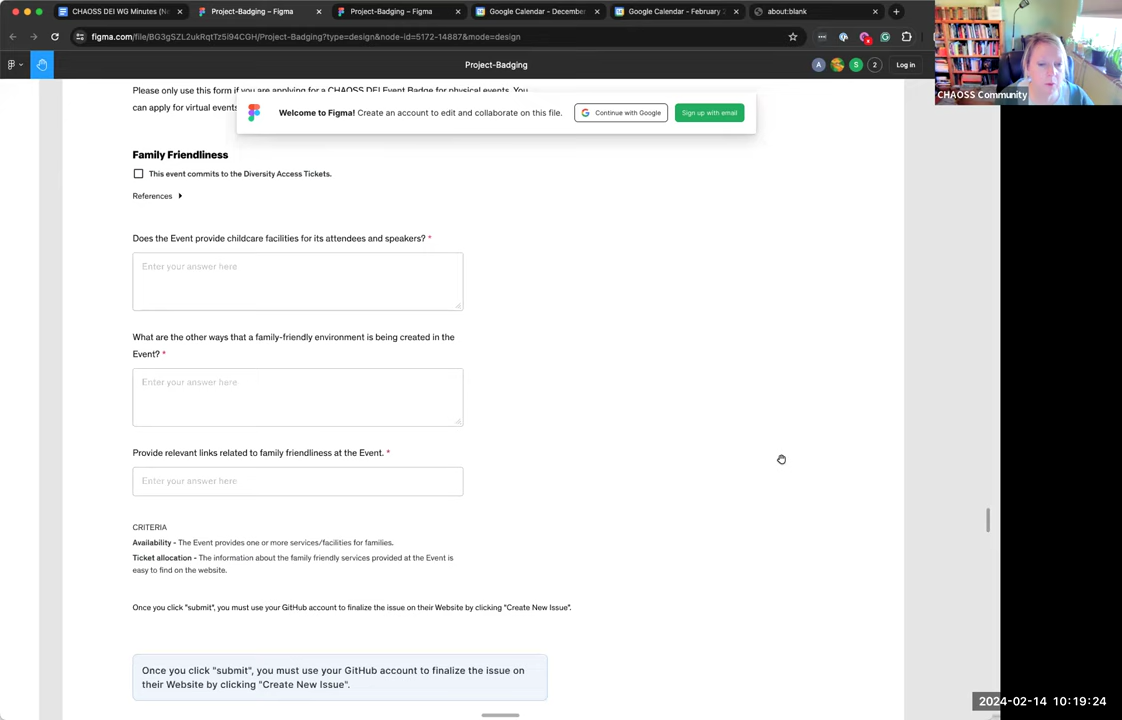 CHAOSS DEI WG Minutes (Ne
Project-Badging – Figma
Project-Badging – Figma
Google Calendar - December
Google Calendar - February 2
about:blank
figma.com/file/BG3gSZL2ukRqtTz5i94CGH/Project-Badging?type=design&node-id=5172-14887&mode=design
Project-Badging
A
S
2
Log in
CHAOSS Community
Please only use this form if you are applying for a CHAOSS DEI Event Badge for physical events. You
can apply for virtual events
Welcome to Figma! Create an account to edit and collaborate on this file.
Continue with Google
Sign up with email
Family Friendliness
This event commits to the Diversity Access Tickets.
References
Does the Event provide childcare facilities for its attendees and speakers? *
Enter your answer here
What are the other ways that a family-friendly environment is being created in the
Event? *
Enter your answer here
Provide relevant links related to family friendliness at the Event. *
Enter your answer here
CRITERIA
Availability - The Event provides one or more services/facilities for families.
Ticket allocation - The information about the family friendly services provided at the Event is
easy to find on the website.
Once you click "submit", you must use your GitHub account to finalize the issue on their Website by clicking "Create New Issue".
Once you click "submit", you must use your GitHub account to finalize the issue on
their Website by clicking "Create New Issue".
2024-02-14 10:19:24